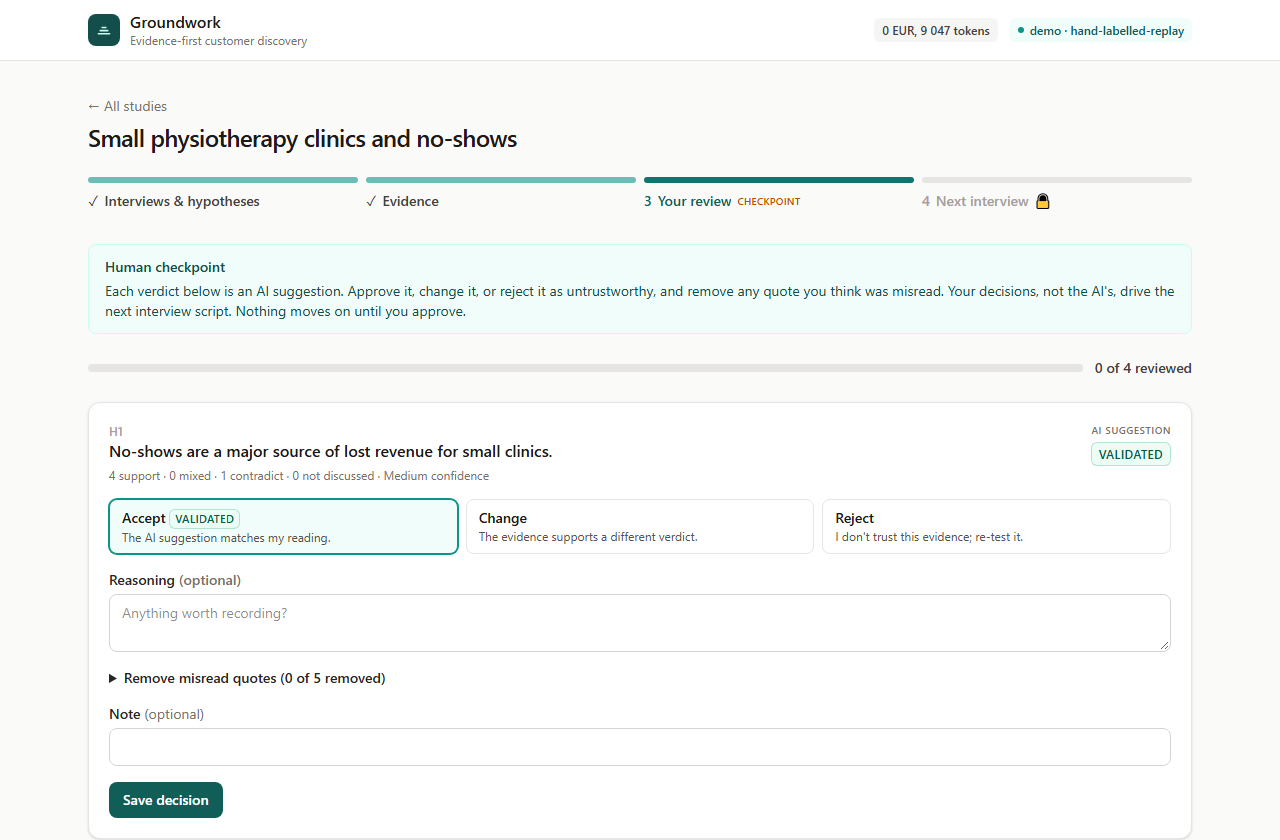 Groundwork
Evidence-first customer discovery
0 EUR, 9 047 tokens
demo · hand-labelled-replay
← All studies
Small physiotherapy clinics and no-shows
✓ Interviews & hypotheses
✓ Evidence
3 Your review CHECKPOINT
4 Next interview 🔒
Human checkpoint
Each verdict below is an AI suggestion. Approve it, change it, or reject it as untrustworthy, and remove any quote you think was misread. Your decisions, not the AI's, drive the
next interview script. Nothing moves on until you approve.
0 of 4 reviewed
H1
No-shows are a major source of lost revenue for small clinics.
4 support · 0 mixed · 1 contradict · 0 not discussed · Medium confidence
AI SUGGESTION
VALIDATED
Accept VALIDATED
The AI suggestion matches my reading.
Change
The evidence supports a different verdict.
Reject
I don't trust this evidence; re-test it.
Reasoning (optional)
Anything worth recording?
▶ Remove misread quotes (0 of 5 removed)
Note (optional)
Save decision